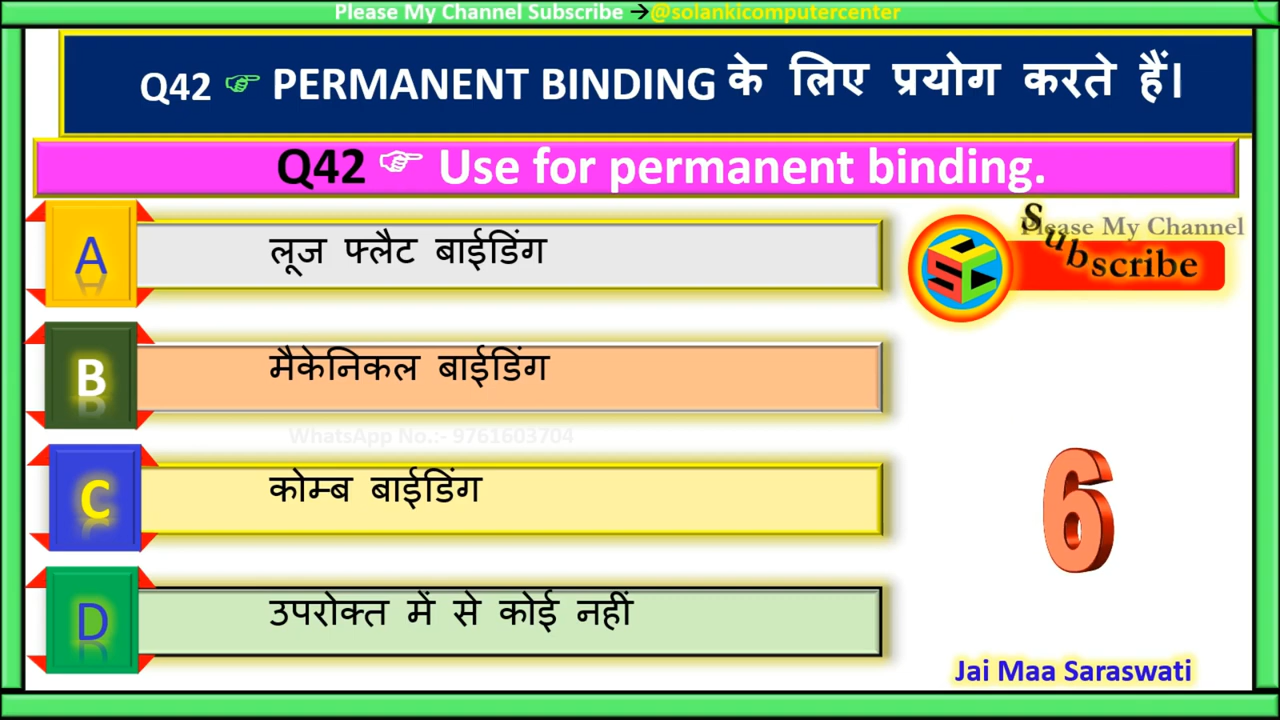 Please My Channel Subscribe →@solankicomputercenter
Q42 ☞ PERMANENT BINDING के लिए प्रयोग करते हैं।
Q42 ☞ Use for permanent binding.
A लूज फ्लैट बाईडिंग
Please My Channel
Subscribe
SCC
B मैकेनिकल बाईडिंग
WhatsApp No.:- 9761603704
C कोम्ब बाईडिंग
6
D उपरोक्त में से कोई नहीं
Jai Maa Saraswati